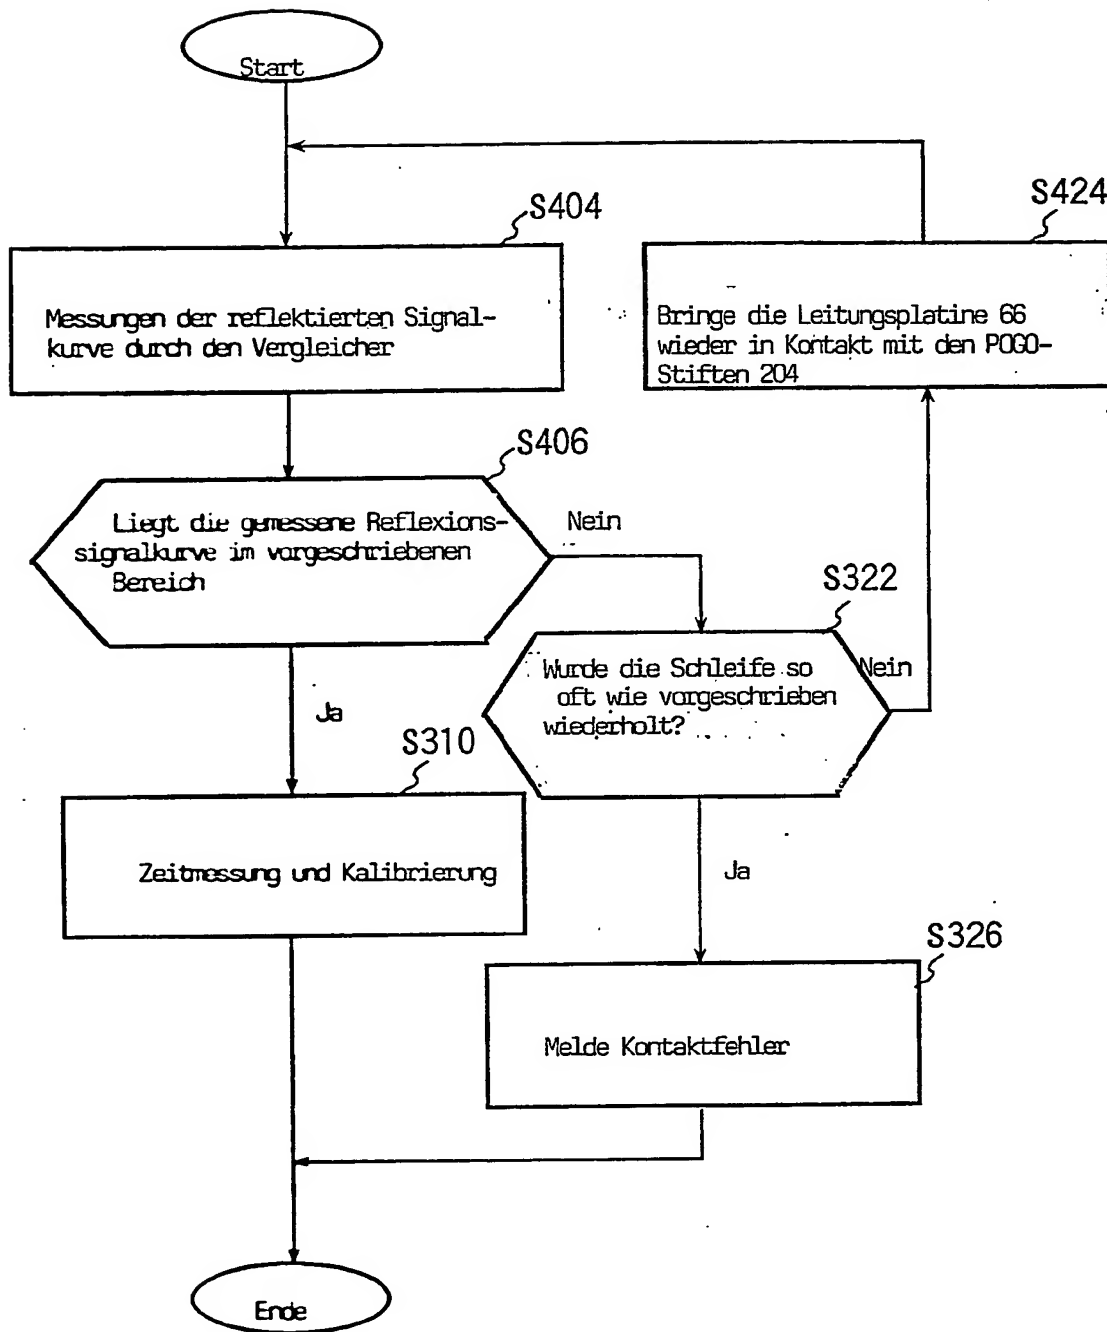 Start
S404
Messungen der reflektierten Signal-
kurve durch den Vergleicher
S424
Bringe die Leitungsplatine 66
wieder in Kontakt mit den POGO-
Stiften 204
S406
Liegt die gemessene Reflexions-
signalkurve im vorgeschriebenen
Bereich
Nein
S322
Wurde die Schleife so
oft wie vorgeschrieben
wiederholt?
Nein
Ja
S310
Zeitmessung und Kalibrierung
Ja
S326
Melde Kontaktfehler
Ende